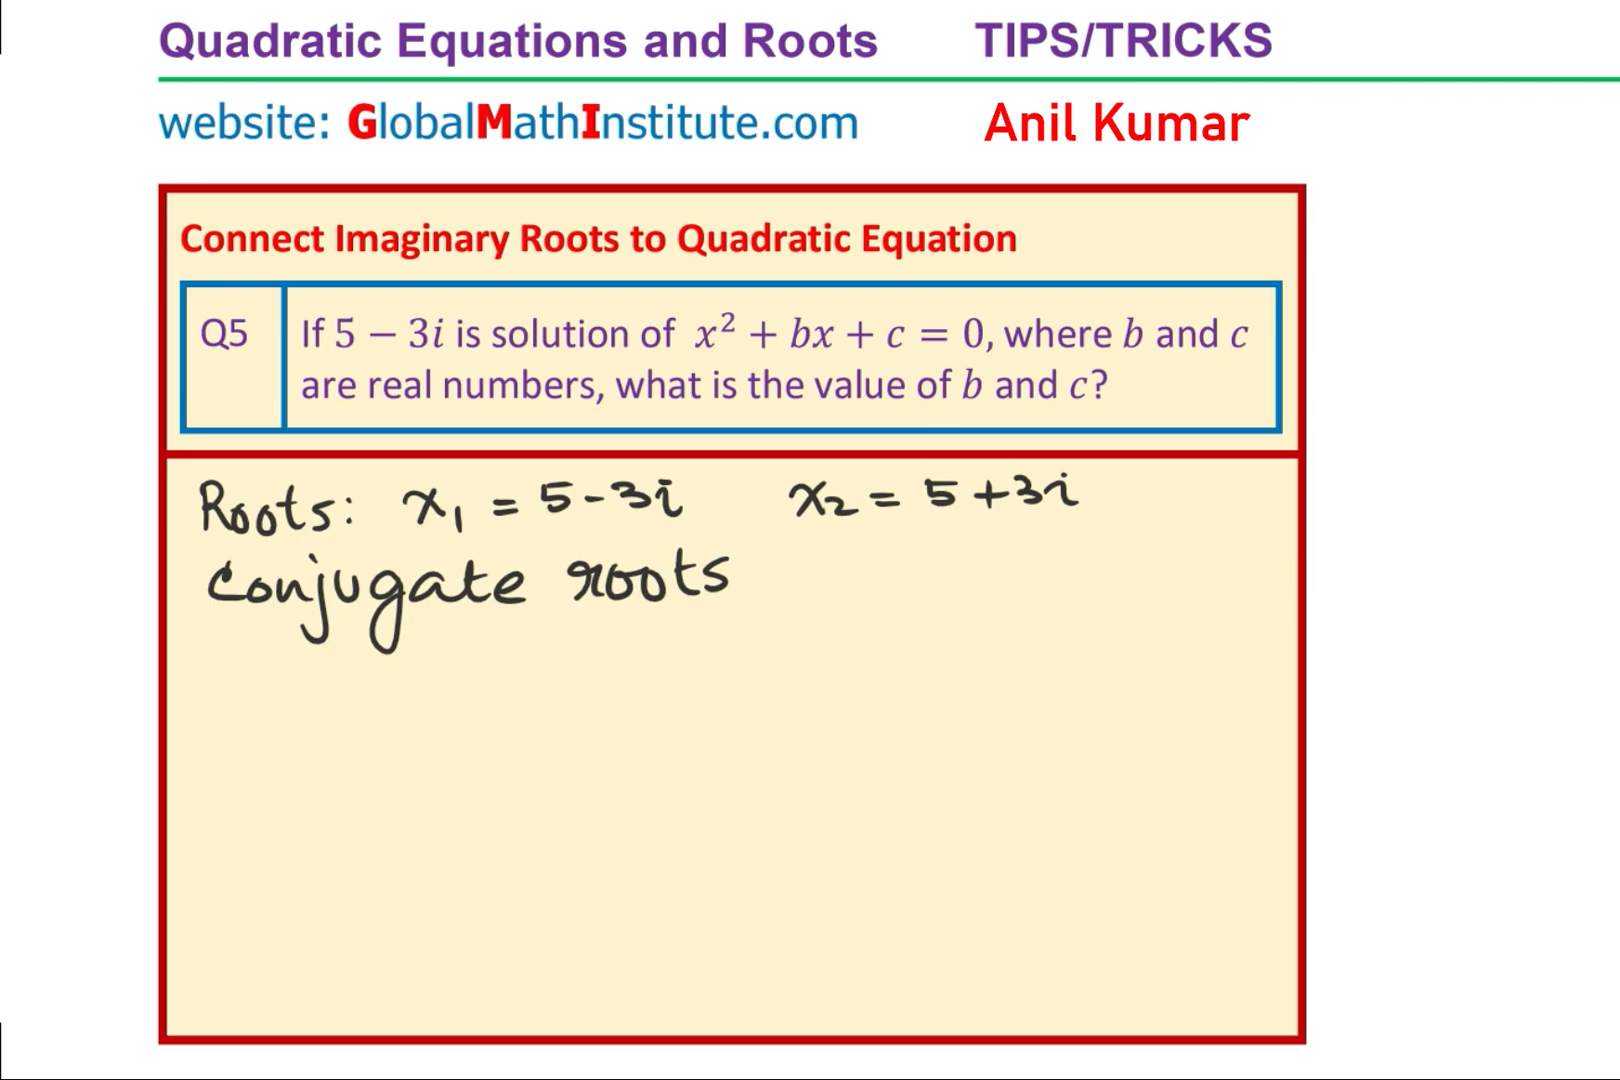 Quadratic Equations and Roots TIPS/TRICKS
website: GlobalMathInstitute.com Anil Kumar
Connect Imaginary Roots to Quadratic Equation
Q5 If 5 − 3i is solution of x² + bx + c = 0, where b and c
are real numbers, what is the value of b and c?
Roots: x₁ = 5-3i x₂ = 5+3i
Conjugate roots